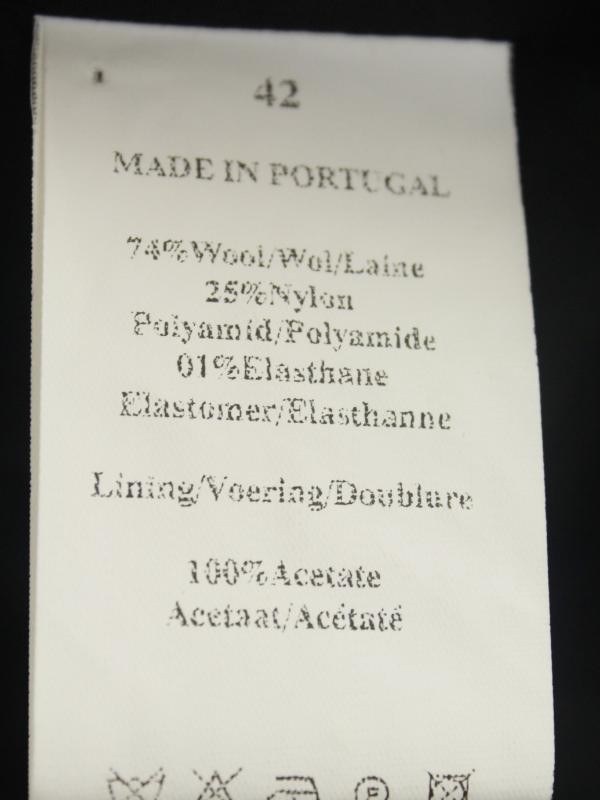 42
MADE IN PORTUGAL
74%Wool/Wol/Laine
25%Nylon
Polyamid/Polyamide
01%Elasthane
Elastomer/Elasthanne
Lining/Voering/Doublure
100%Acetate
Acetaat/Acétaté
P